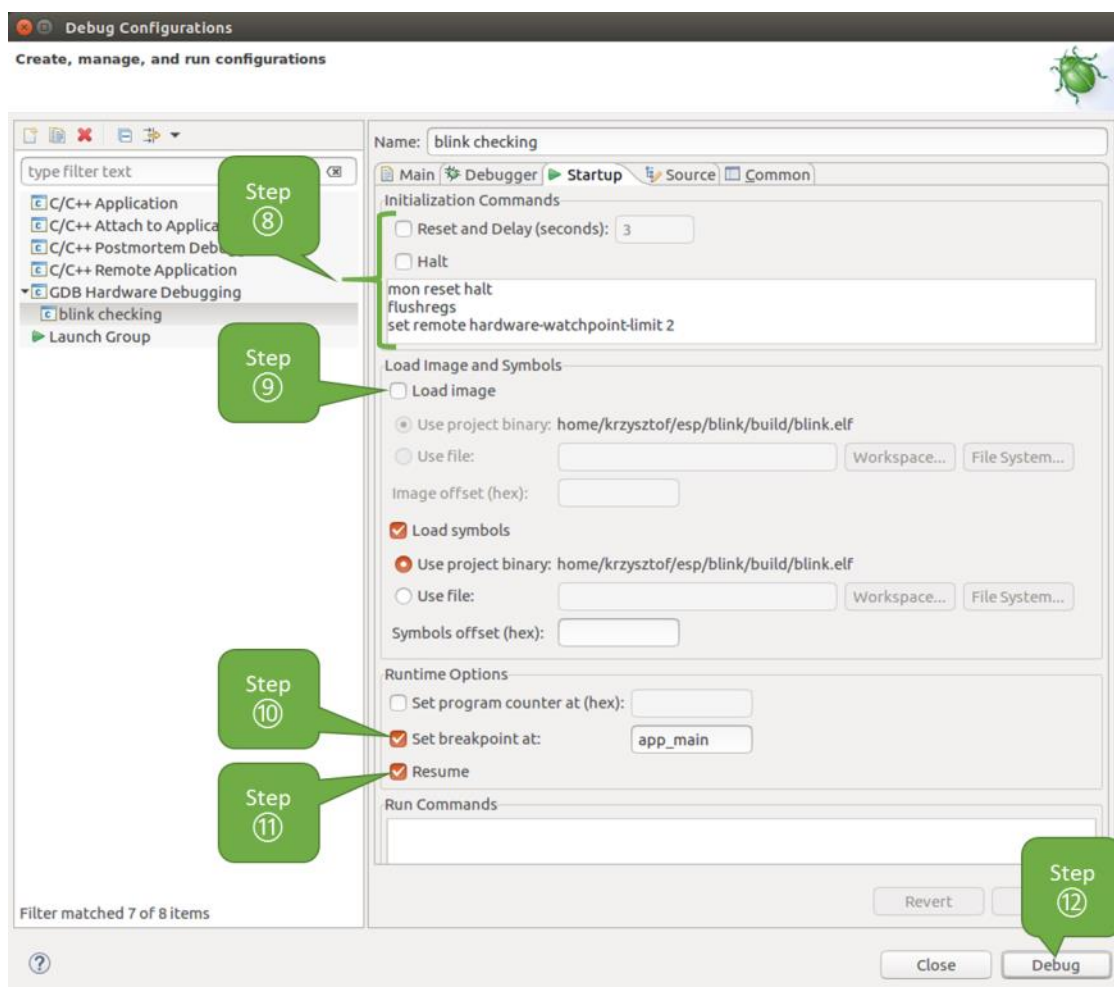 Debug Configurations
Create, manage, and run configurations
type filter text
C/C++ Application
C/C++ Attach to Applica
C/C++ Postmortem Debugg
C/C++ Remote Application
GDB Hardware Debugging
blink checking
Launch Group
Filter matched 7 of 8 items
Step
⑧
Step
⑨
Step
⑩
Step
⑪
Step
⑫
Name: blink checking
Main Debugger Startup Source Common
Initialization Commands
Reset and Delay (seconds): 3
Halt
mon reset halt
flushregs
set remote hardware-watchpoint-limit 2
Load Image and Symbols
Load image
Use project binary: home/krzysztof/esp/blink/build/blink.elf
Use file: Workspace... File System...
Image offset (hex):
Load symbols
Use project binary: home/krzysztof/esp/blink/build/blink.elf
Use file: Workspace... File System...
Symbols offset (hex):
Runtime Options
Set program counter at (hex):
Set breakpoint at: app_main
Resume
Run Commands
Revert
Close Debug